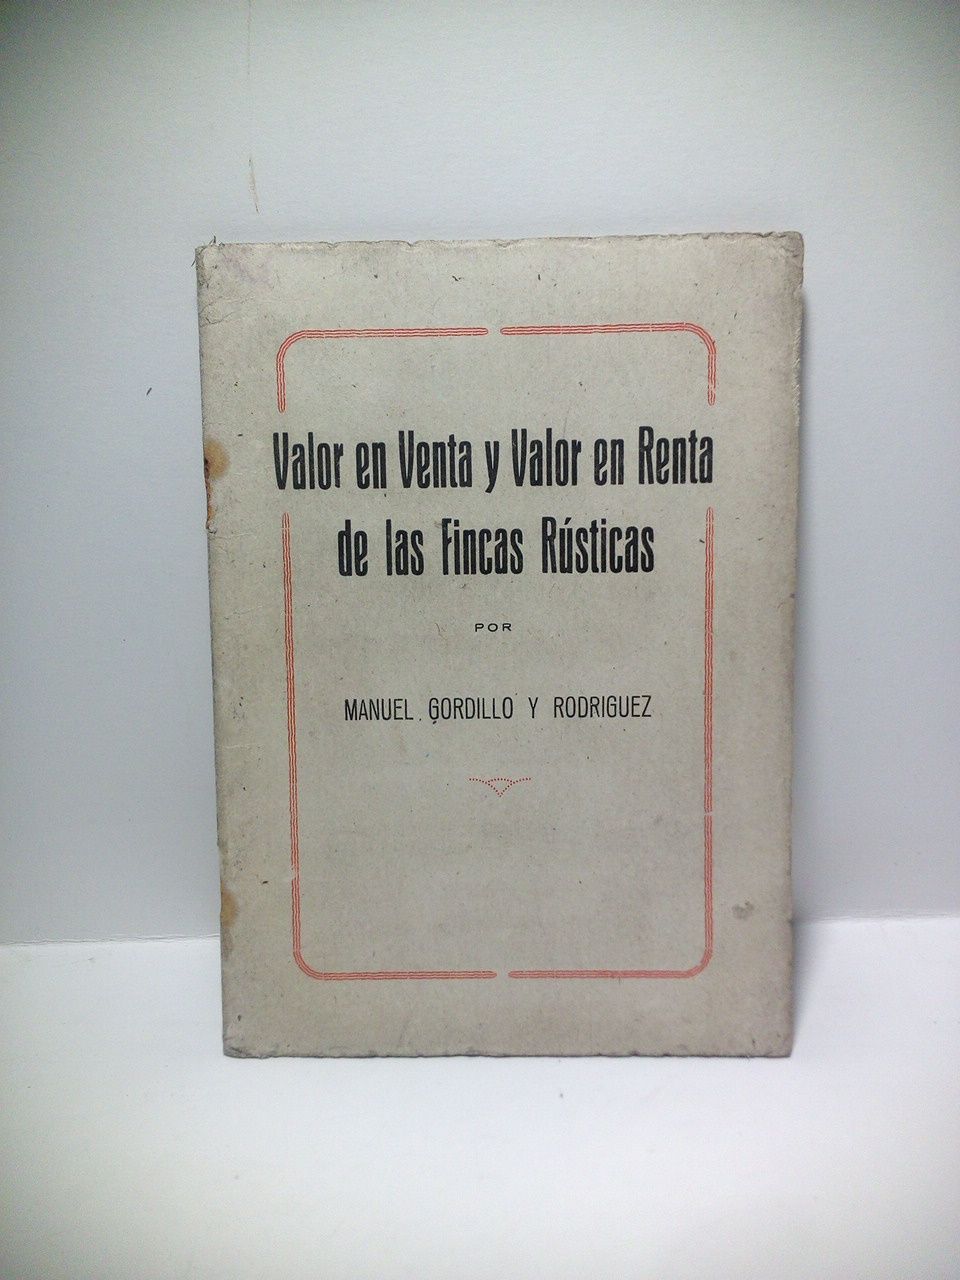 Valor en Venta y Valor en Renta
de las Fincas Rústicas
POR
MANUEL GORDILLO Y RODRIGUEZ